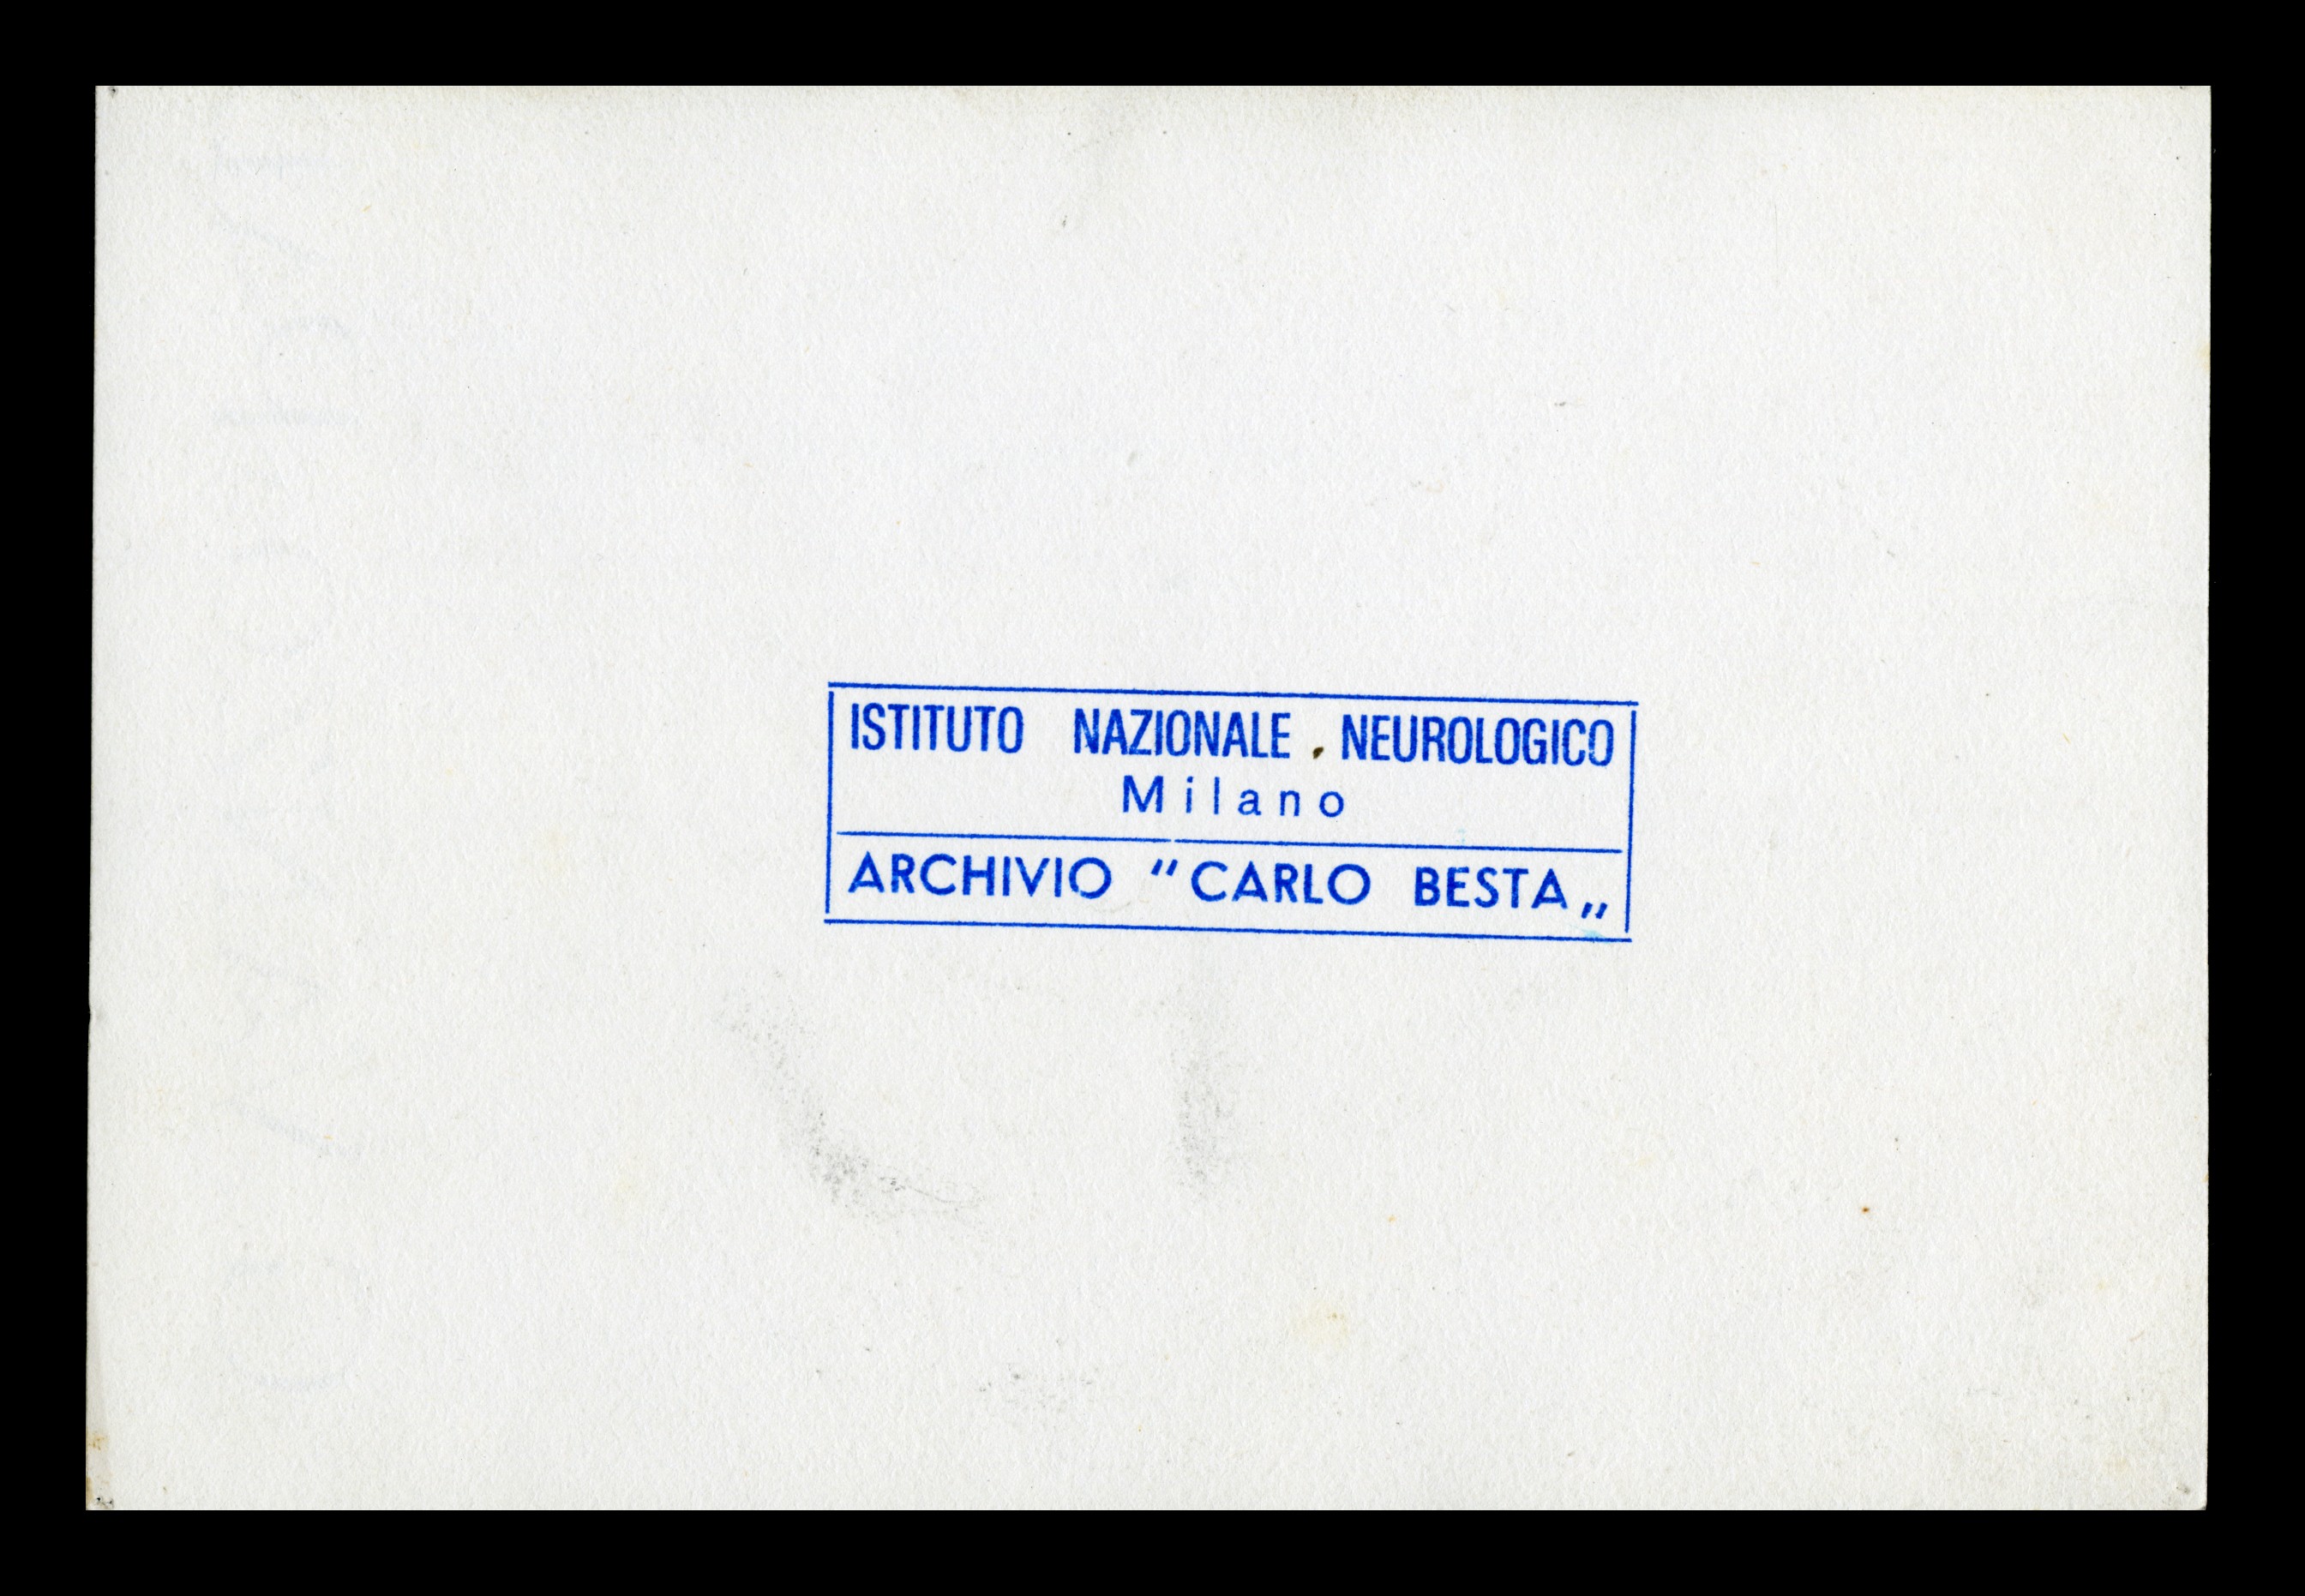 ISTITUTO NAZIONALE NEUROLOGICO
Milano
ARCHIVIO “CARLO BESTA„